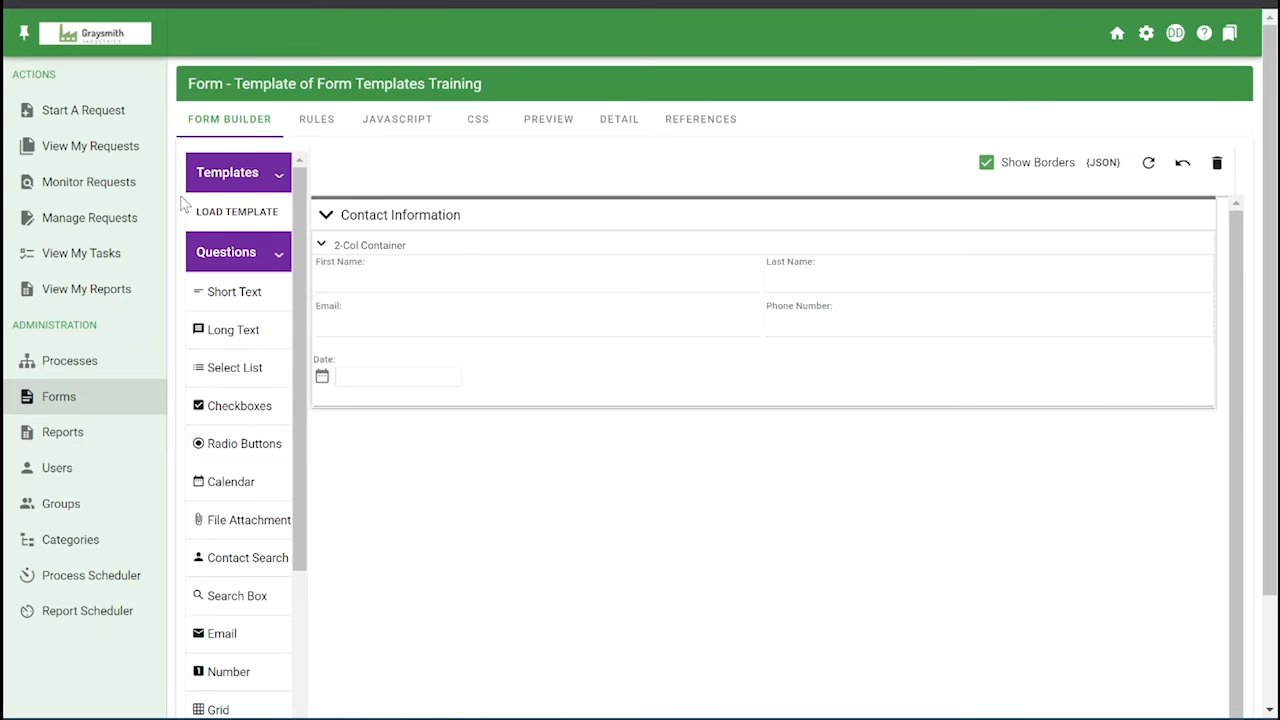 Graysmith
INDUSTRIES
DD
ACTIONS
Start A Request
View My Requests
Monitor Requests
Manage Requests
View My Tasks
View My Reports
ADMINISTRATION
Processes
Forms
Reports
Users
Groups
Categories
Process Scheduler
Report Scheduler
Form - Template of Form Templates Training
FORM BUILDER RULES JAVASCRIPT CSS PREVIEW DETAIL REFERENCES
Templates
LOAD TEMPLATE
Questions
Short Text
Long Text
Select List
Checkboxes
Radio Buttons
Calendar
File Attachment
Contact Search
Search Box
Email
Number
Grid
Show Borders {JSON}
Contact Information
2-Col Container
First Name: Last Name:
Email: Phone Number:
Date: